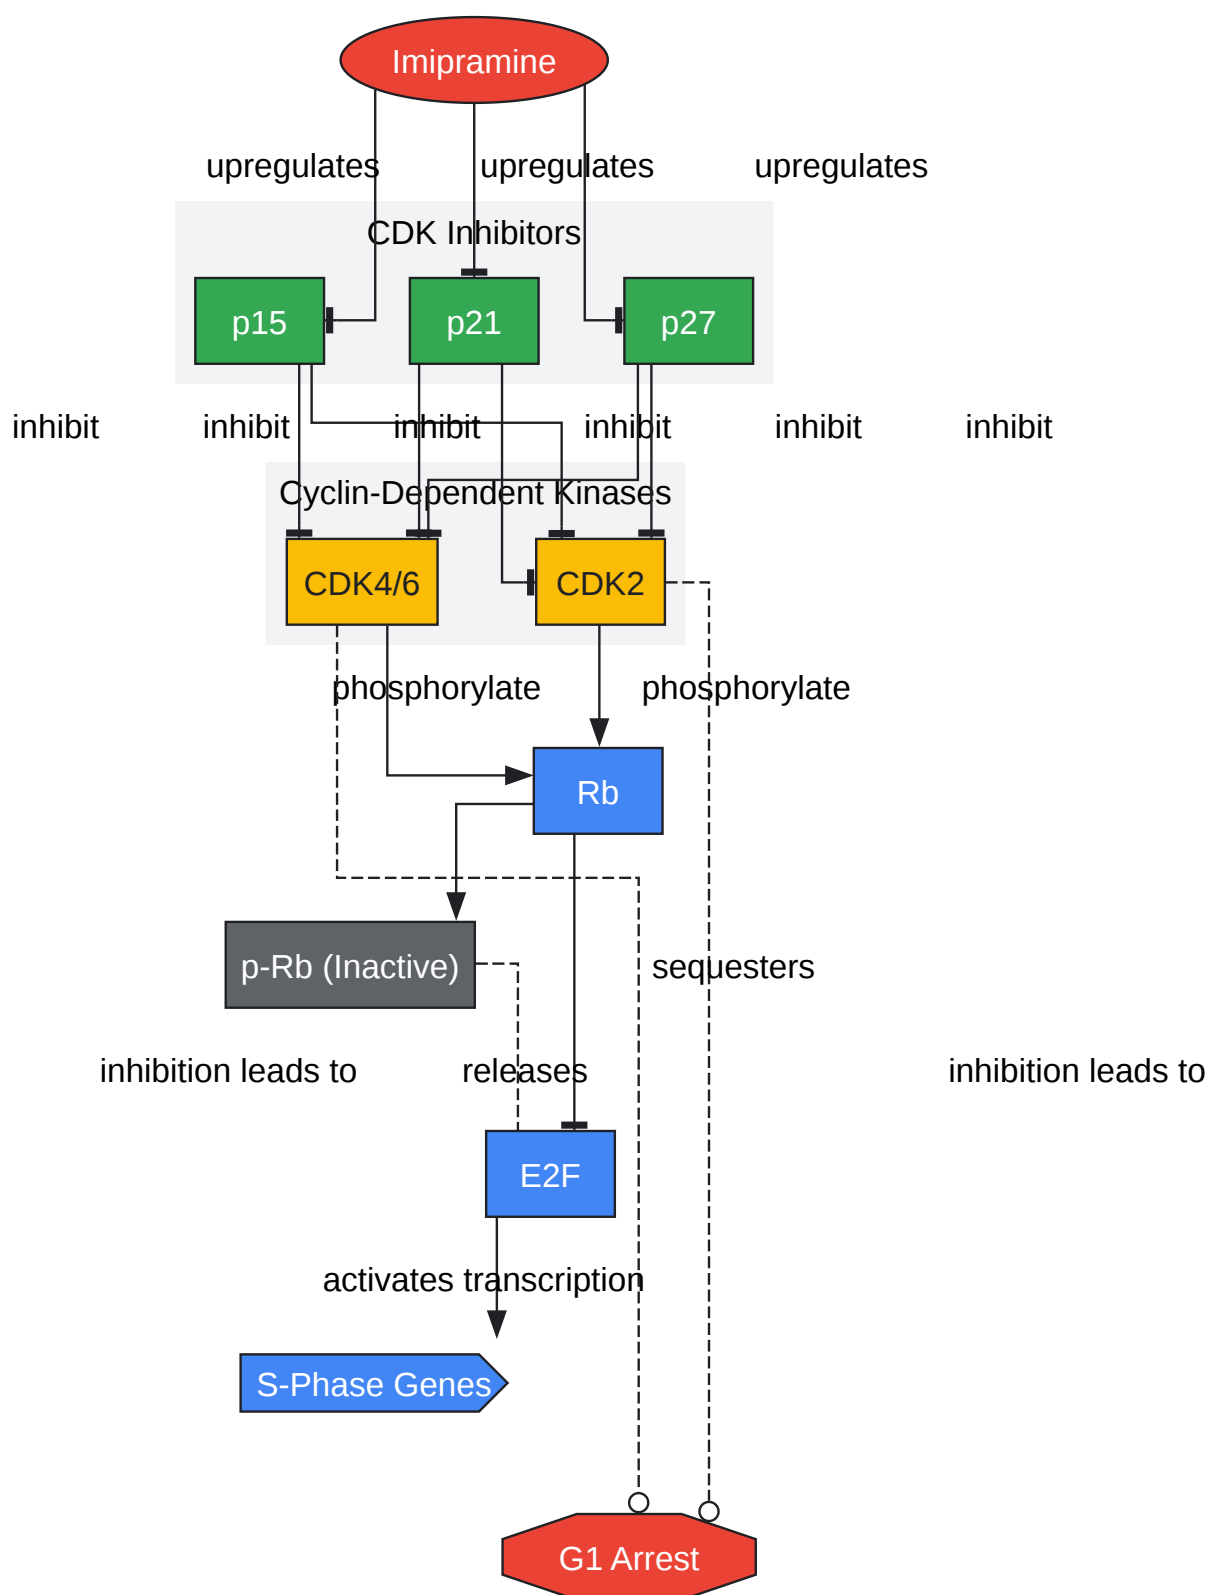 Imipramine
upregulates upregulates upregulates
CDK Inhibitors
p15 p21 p27
inhibit inhibit inhibit inhibit inhibit inhibit
Cyclin-Dependent Kinases
CDK4/6 CDK2
phosphorylate phosphorylate
Rb
p-Rb (Inactive) sequesters
inhibition leads to releases inhibition leads to
E2F
activates transcription
S-Phase Genes
G1 Arrest